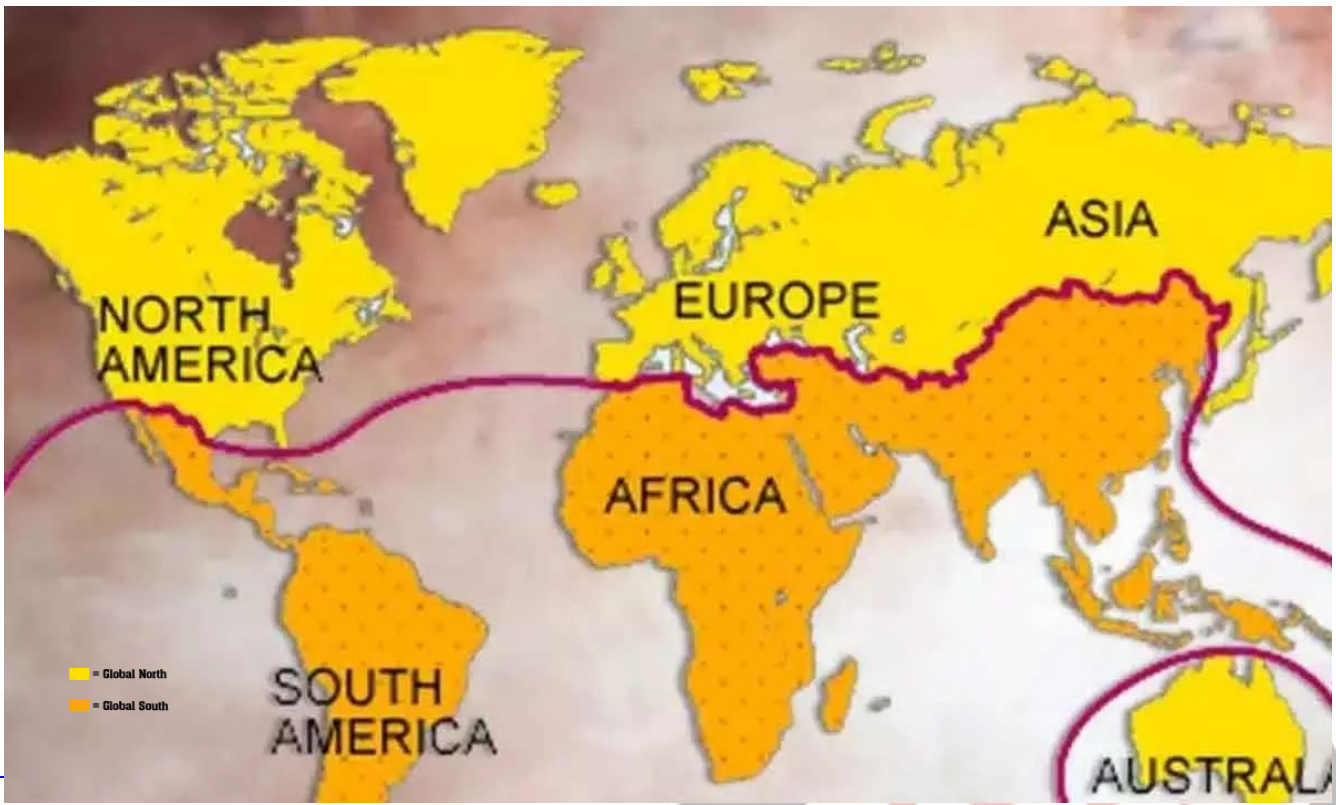 ASIA
NORTH
AMERICA
EUROPE
AFRICA
= Global North
= Global South
SOUTH
AMERICA
AUSTRALA